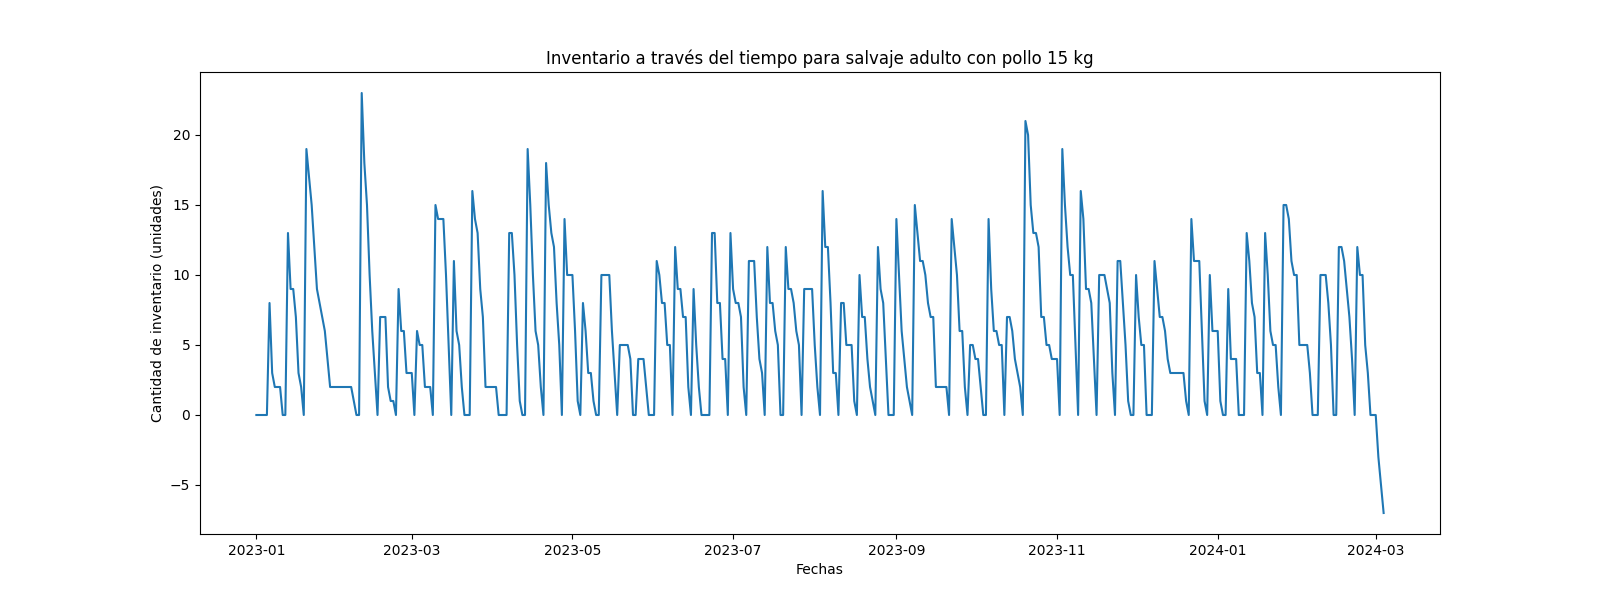 Inventario a través del tiempo para salvaje adulto con pollo 15 kg
Cantidad de inventario (unidades)
20
15
10
5
0
−5
2023-01 2023-03 2023-05 2023-07 2023-09 2023-11 2024-01 2024-03
Fechas